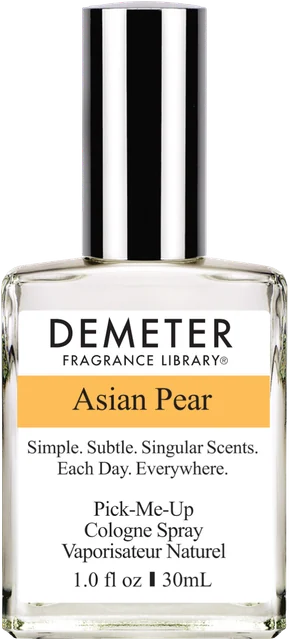 DEMETER
FRAGRANCE LIBRARY®
Asian Pear
Simple. Subtle. Singular Scents.
Each Day. Everywhere.
Pick-Me-Up
Cologne Spray
Vaporisateur Naturel
1.0 fl oz ▮ 30mL